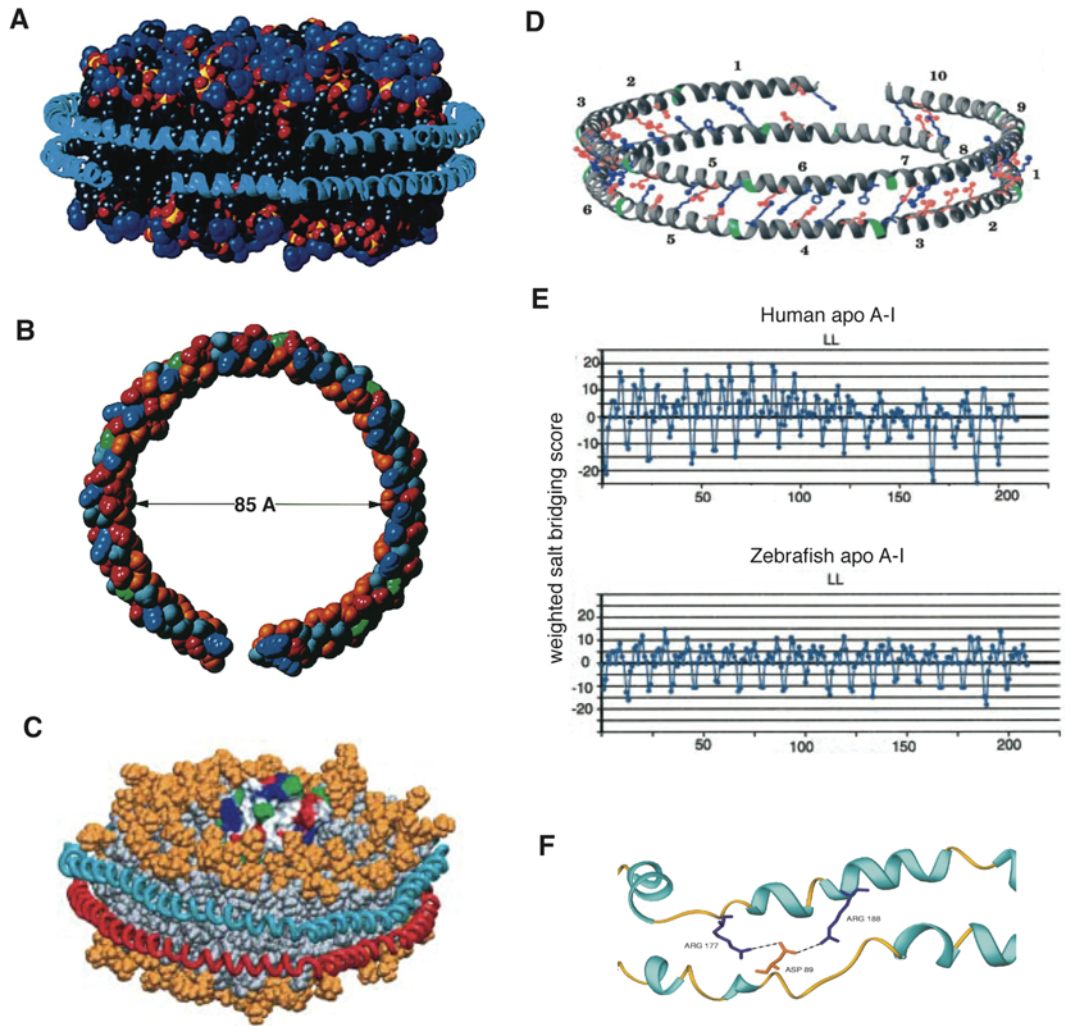 A
B
85 A
C
D
1
2
3
10
9
8
7
6
5
1
6
5
4
3
2
E
Human apo A-I
LL
20
10
0
-10
-20
50
100
150
200
weighted salt bridging score
Zebrafish apo A-I
LL
20
10
0
-10
-20
50
100
150
200
F
ARG 188
ARG 177
ASP 89